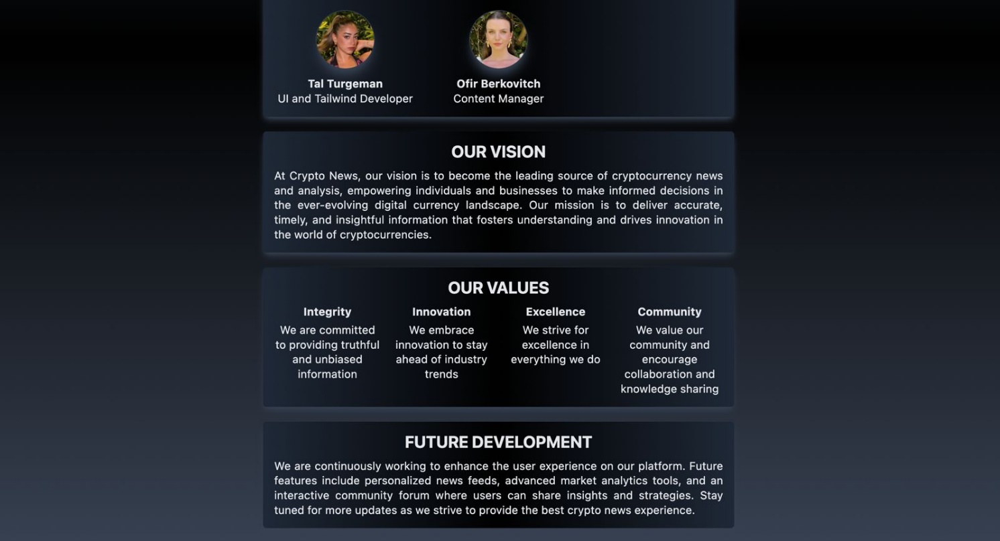 Tal Turgeman
UI and Tailwind Developer
Ofir Berkovitch
Content Manager
OUR VISION
At Crypto News, our vision is to become the leading source of cryptocurrency news
and analysis, empowering individuals and businesses to make informed decisions in
the ever-evolving digital currency landscape. Our mission is to deliver accurate,
timely, and insightful information that fosters understanding and drives innovation in
the world of cryptocurrencies.
OUR VALUES
Integrity
We are committed
to providing truthful
and unbiased
information
Innovation
We embrace
innovation to stay
ahead of industry
trends
Excellence
We strive for
excellence in
everything we do
Community
We value our
community and
encourage
collaboration and
knowledge sharing
FUTURE DEVELOPMENT
We are continuously working to enhance the user experience on our platform. Future
features include personalized news feeds, advanced market analytics tools, and an
interactive community forum where users can share insights and strategies. Stay
tuned for more updates as we strive to provide the best crypto news experience.